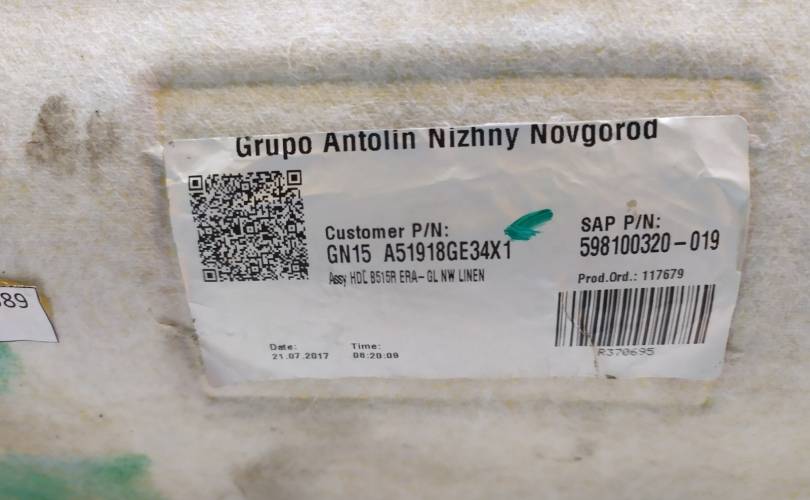 Grupo Antolin Nizhny Novgorod
Customer P/N:
GN15 A51918GE34X1
Assy HDL B515R ERA-GL NW LINEN
SAP P/N:
598100320-019
Prod.Ord.: 117679
R370695
Date:
21.07.2017
Time:
08:20:09
89